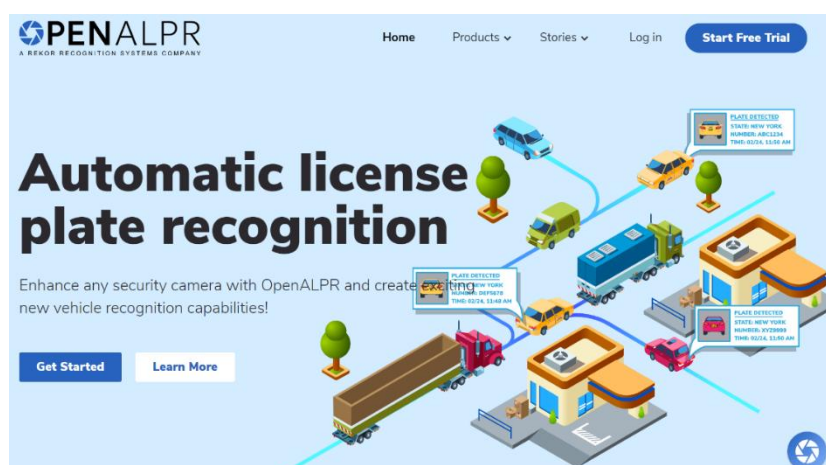 OPENALPR
A REKOR RECOGNITION SYSTEMS COMPANY
Home Products Stories Log in Start Free Trial
PLATE DETECTED
STATE: NEW YORK
NUMBER: ABC1234
TIME: 02/24, 11:50 AM
Automatic license
plate recognition
Enhance any security camera with OpenALPR and create exciting
new vehicle recognition capabilities!
PLATE DETECTED
NEW YORK
NUMBER: DEF5678
TIME: 02/24, 11:48 AM
PLATE DETECTED
STATE: NEW YORK
TIME: 02/24, 11:50 AM
Get Started Learn More